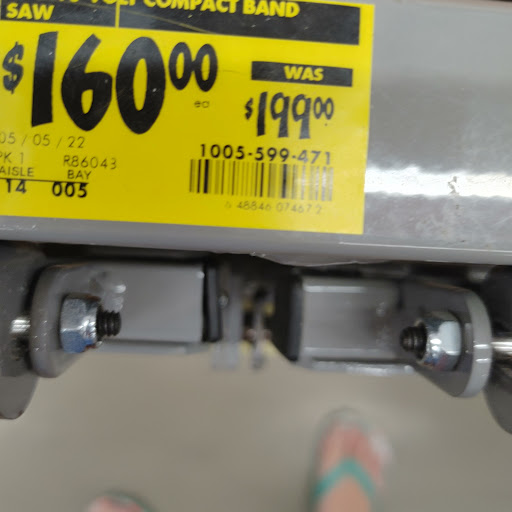 VOLT COMPACT BAND
SAW
$160 00
ea
WAS
$199 00
05/05/22
PK 1 R86043
AISLE BAY
14 005
1005-599-471
48846 07467 2